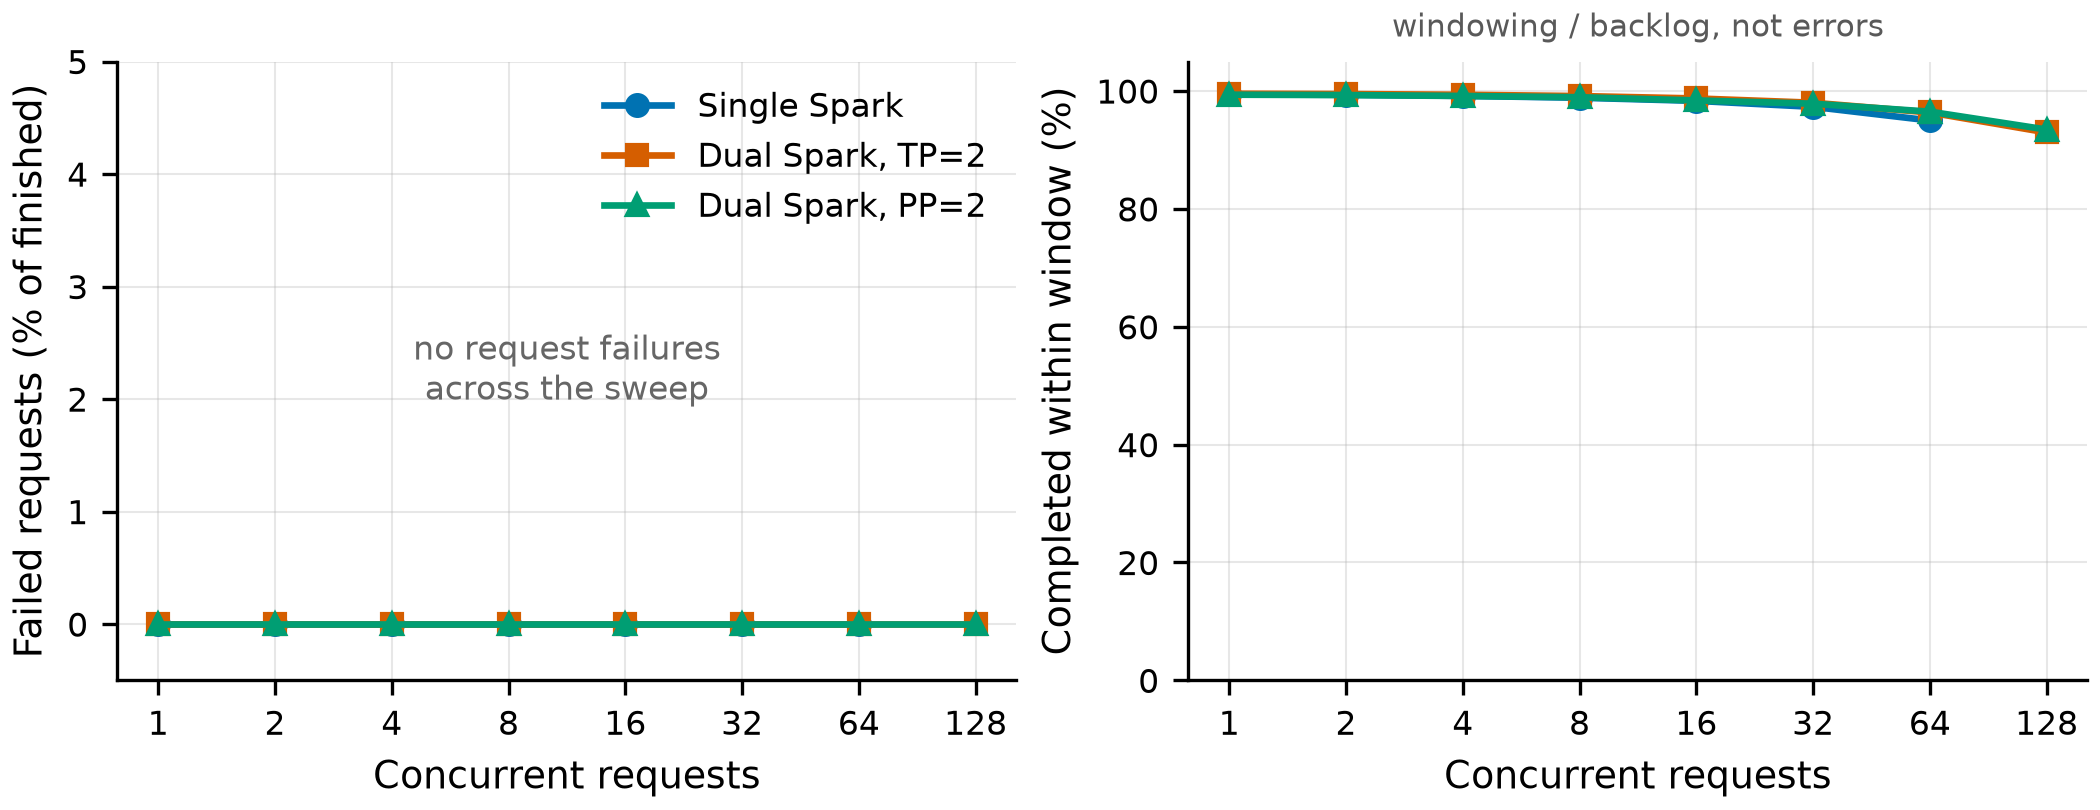 Failed requests (% of finished)
5
4
3
2
1
0
Single Spark
Dual Spark, TP=2
Dual Spark, PP=2
no request failures
across the sweep
1 2 4 8 16 32 64 128
Concurrent requests
windowing / backlog, not errors
Completed within window (%)
100
80
60
40
20
0
1 2 4 8 16 32 64 128
Concurrent requests